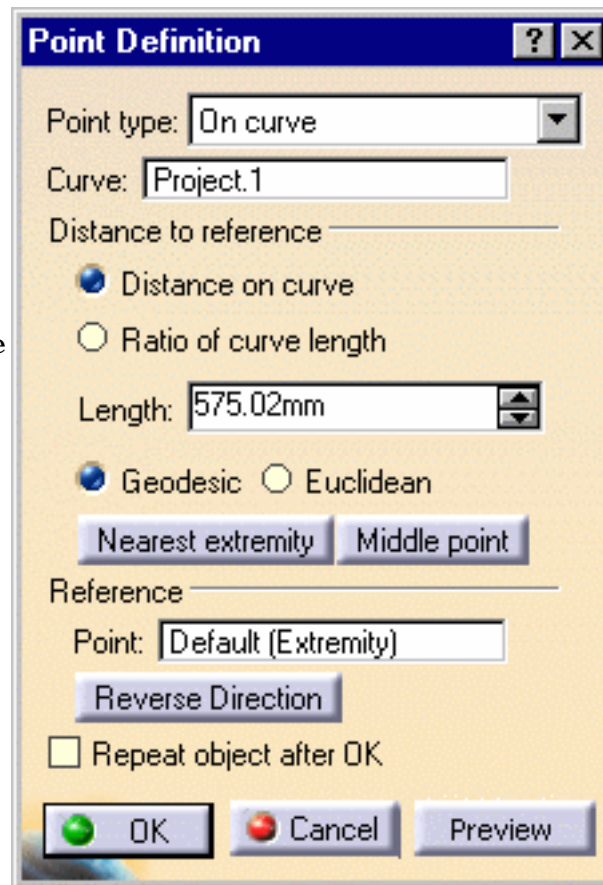 Point Definition
Point type: On curve
Curve: Project.1
Distance to reference
Distance on curve
e
Ratio of curve length
Length: 575.02mm
Geodesic Euclidean
Nearest extremity Middle point
Reference
Point: Default (Extremity)
Reverse Direction
Repeat object after OK
OK Cancel Preview